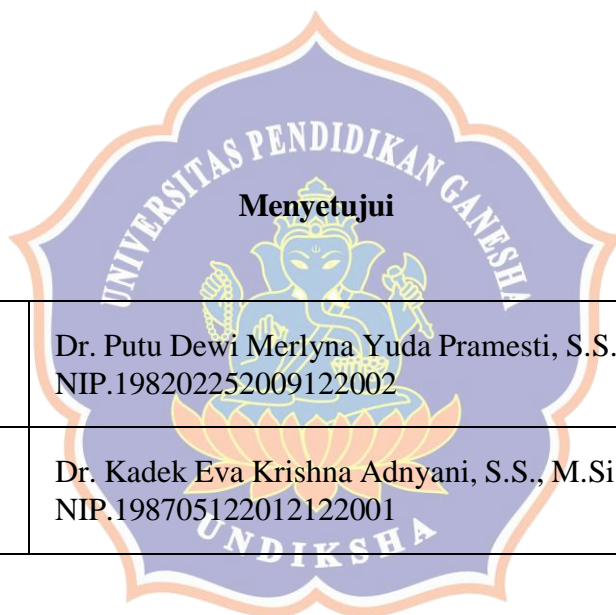 UNIVERSITAS PENDIDIKAN GANESHA
Menyetujui
Dr. Putu Dewi Merlyna Yuda Pramesti, S.S.
NIP.198202252009122002
Dr. Kadek Eva Krishna Adnyani, S.S., M.Si
NIP.198705122012122001
UNDIKSHA